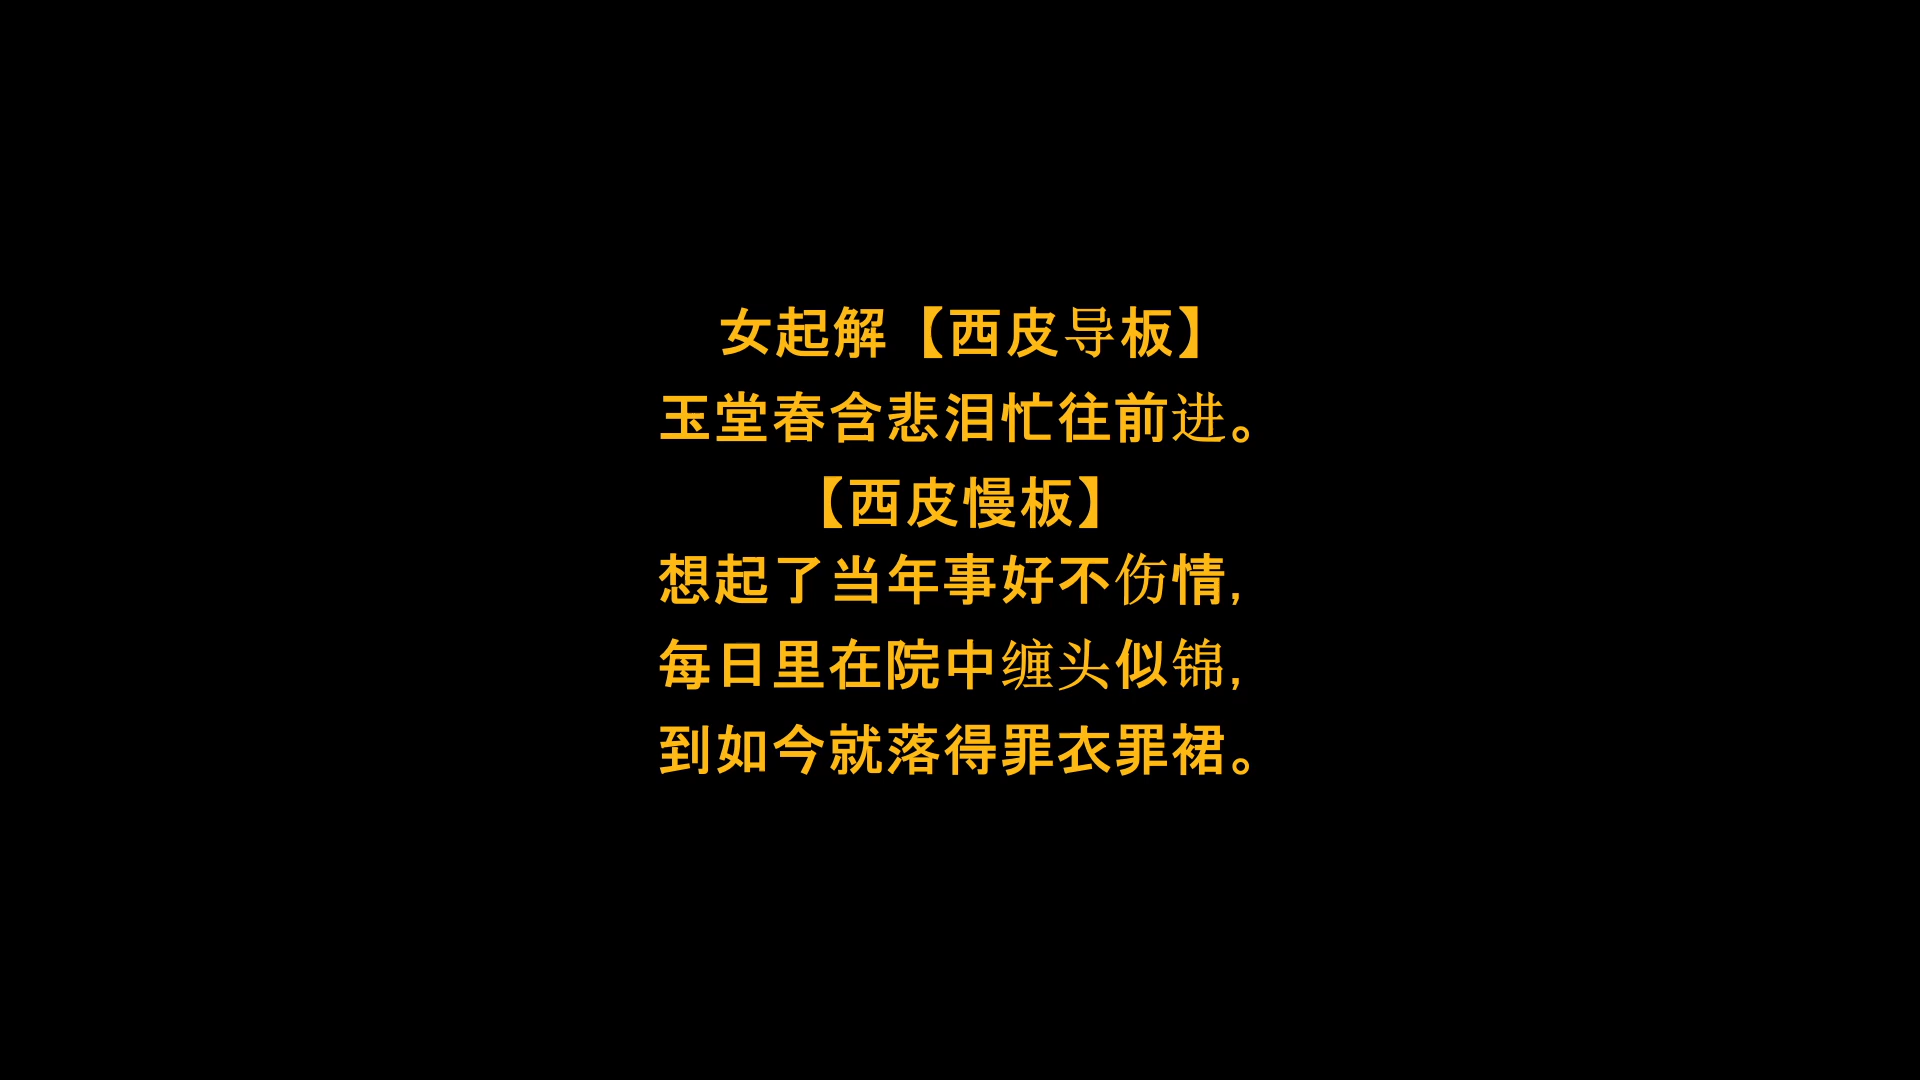 女起解【西皮导板】
玉堂春含悲泪忙往前进。
【西皮慢板】
想起了当年事好不伤情,
每日里在院中缠头似锦,
到如今就落得罪衣罪裙。